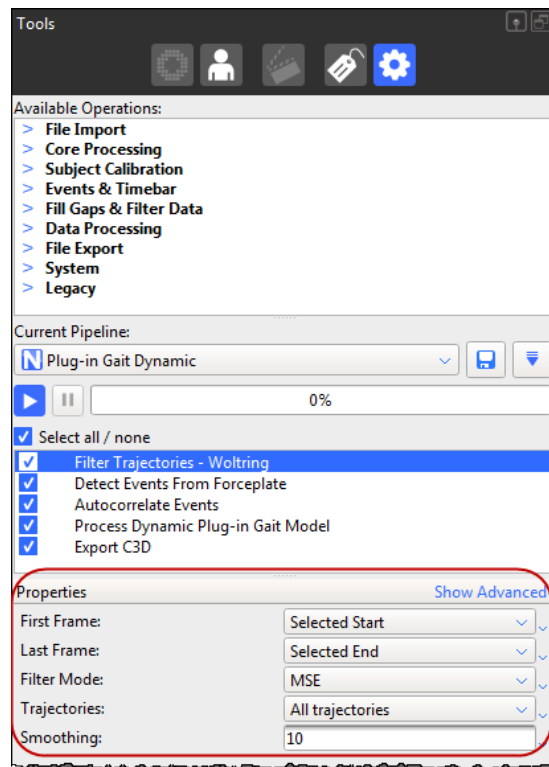 Tools
Available Operations:
> File Import
> Core Processing
> Subject Calibration
> Events & Timebar
> Fill Gaps & Filter Data
> Data Processing
> File Export
> System
> Legacy
Current Pipeline:
N Plug-in Gait Dynamic
0%
Select all / none
Filter Trajectories - Woltring
Detect Events From Forceplate
Autocorrelate Events
Process Dynamic Plug-in Gait Model
Export C3D
Properties Show Advanced
First Frame: Selected Start
Last Frame: Selected End
Filter Mode: MSE
Trajectories: All trajectories
Smoothing: 10